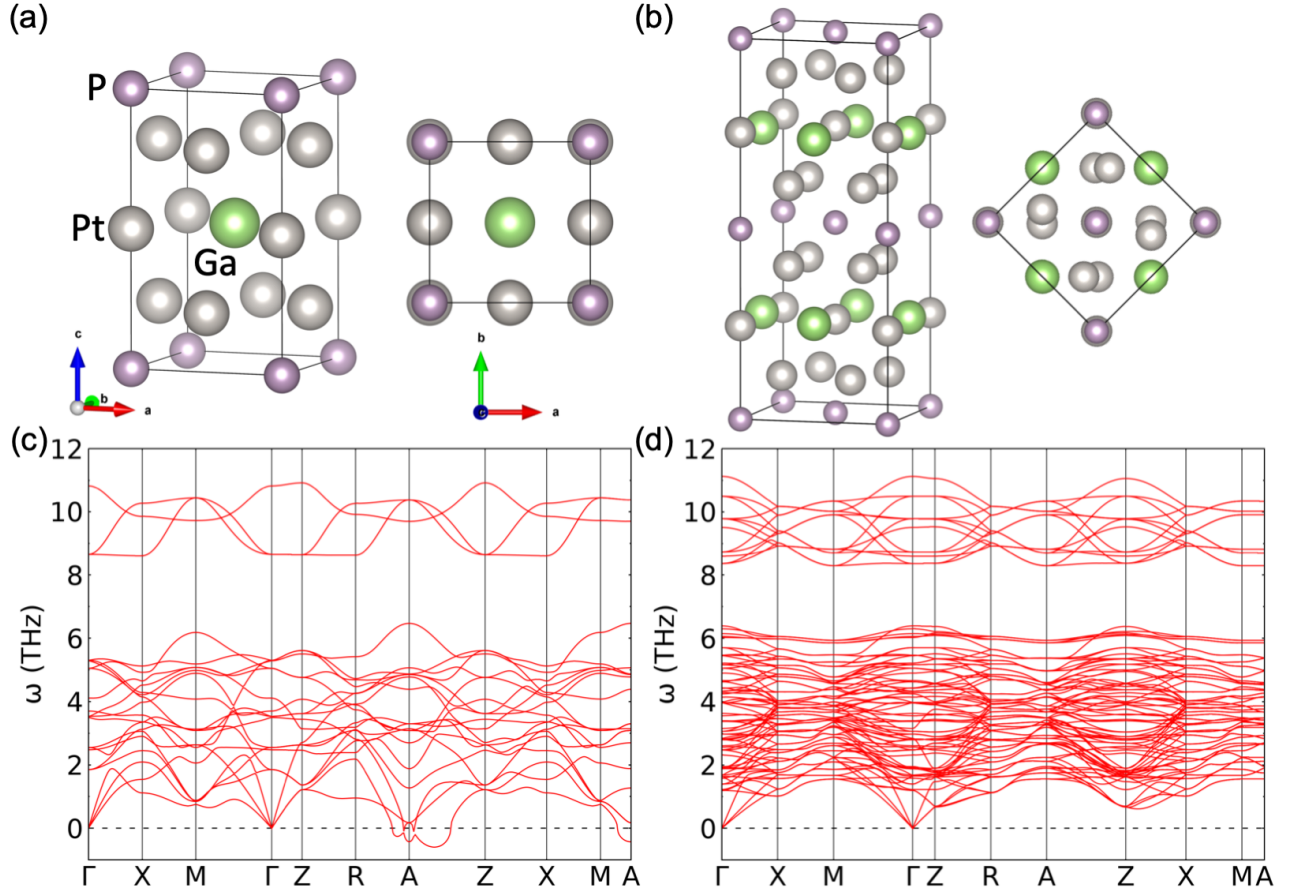 (a)
(b)
P
Pt
Ga
c
b
a
b
a
(c)
(d)
12
10
8
6
4
2
0
ω (THz)
Γ X M Γ Z R A Z X M A
12
10
8
6
4
2
0
ω (THz)
Γ X M Γ Z R A Z X M A